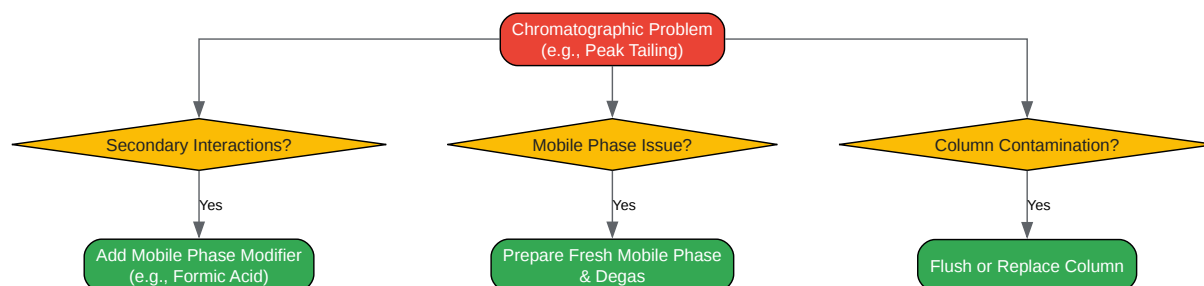 Chromatographic Problem
(e.g., Peak Tailing)
Secondary Interactions?
Mobile Phase Issue?
Column Contamination?
Yes
Yes
Yes
Add Mobile Phase Modifier
(e.g., Formic Acid)
Prepare Fresh Mobile Phase
& Degas
Flush or Replace Column